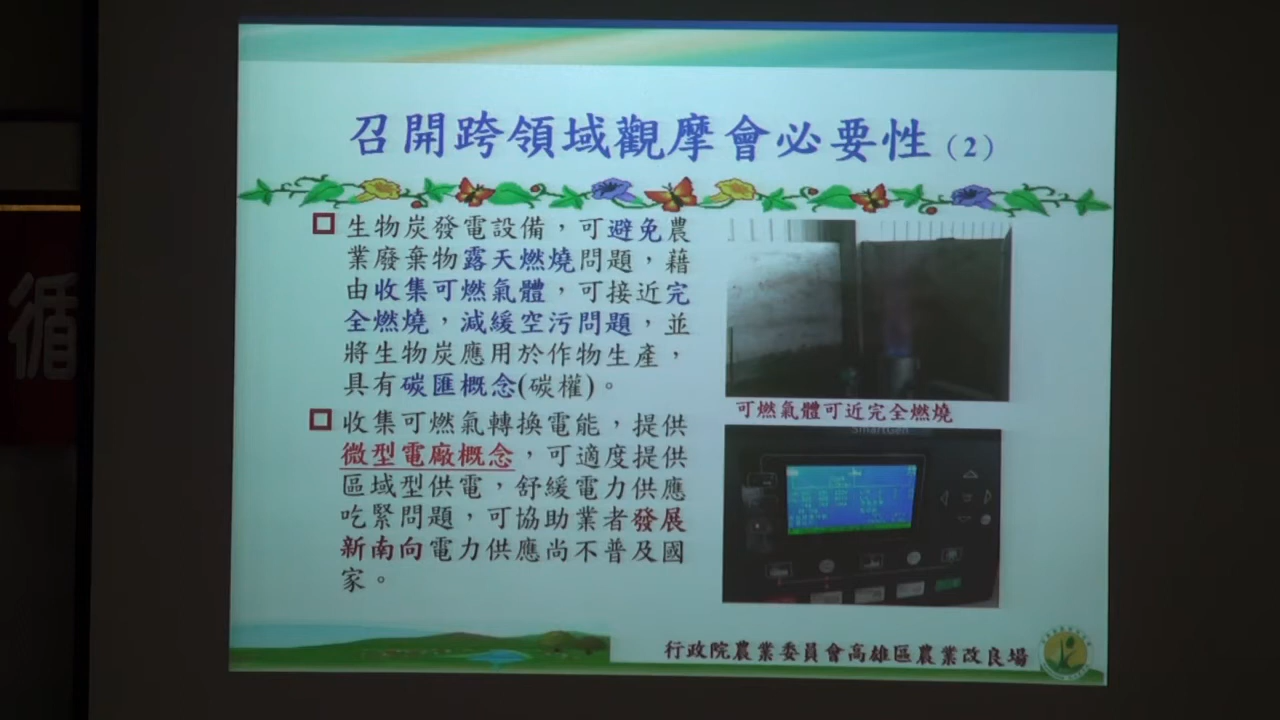 召開跨領域觀摩會必要性(2)
生物炭發電設備，可避免農
業廢棄物露天燃燒問題，藉
由收集可燃氣體，可接近完
全燃燒，減緩空污問題，並
將生物炭應用於作物生產，
具有碳匯概念(碳權)。
收集可燃氣轉換電能，提供
微型電廠概念，可適度提供
區域型供電，舒緩電力供應
吃緊問題，可協助業者發展
新南向電力供應尚不普及國
家。
可燃氣體可近完全燃燒
SmartGen
行政院農業委員會高雄區農業改良場
循